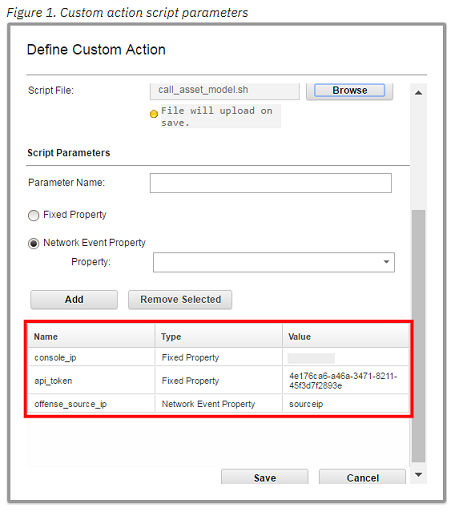 Figure 1. Custom action script parameters
Define Custom Action
Script File:
call_asset_model.sh
Browse
File will upload on
save.
Script Parameters
Parameter Name:
Fixed Property
Network Event Property
Property:
Add
Remove Selected
Name
Type
Value
console_ip
Fixed Property
api_token
Fixed Property
4e176ca6-a46a-3471-8211-
45f3d7f2893e
offense_source_ip
Network Event Property
sourceip
Save
Cancel